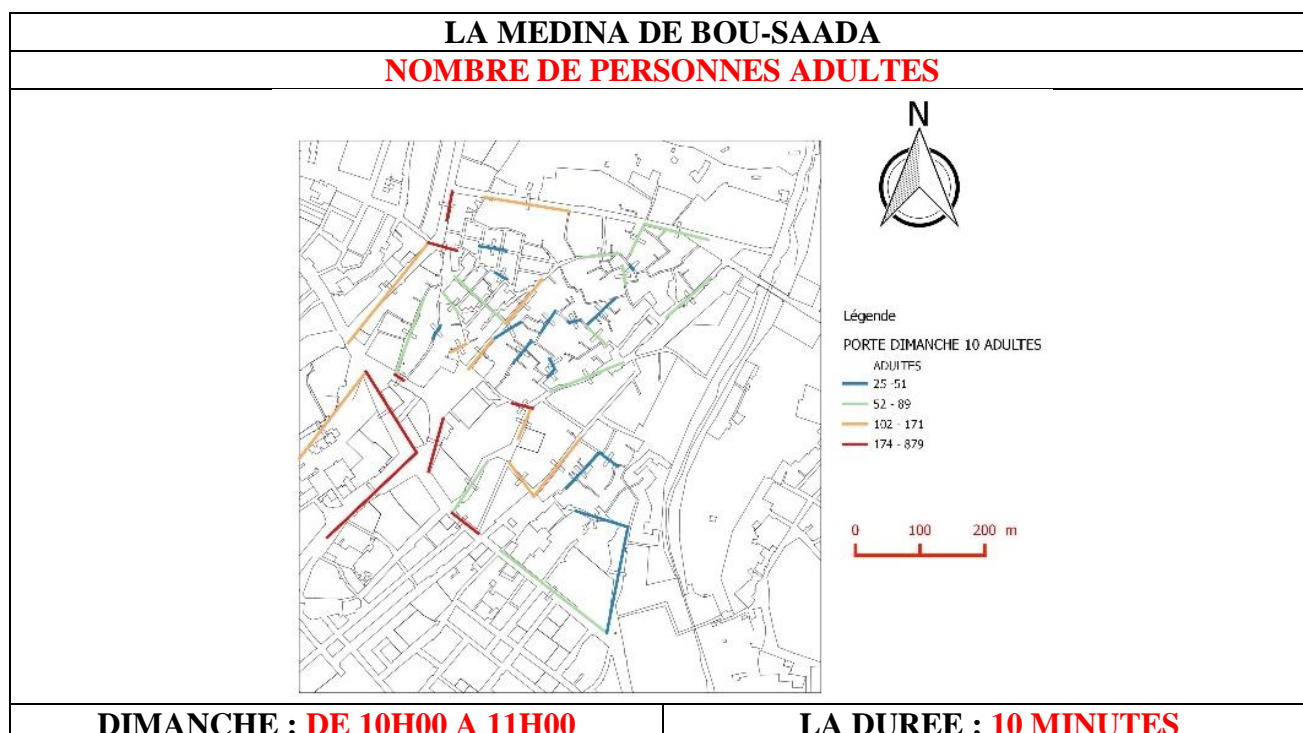 LA MEDINA DE BOU-SAADA
NOMBRE DE PERSONNES ADULTES
N
Légende
PORTE DIMANCHE 10 ADULTES
ADULTES
25 -51
52 - 89
102 - 171
174 - 879
0 100 200 m
DIMANCHE : DE 10H00 A 11H00
LA DUREE : 10 MINUTES